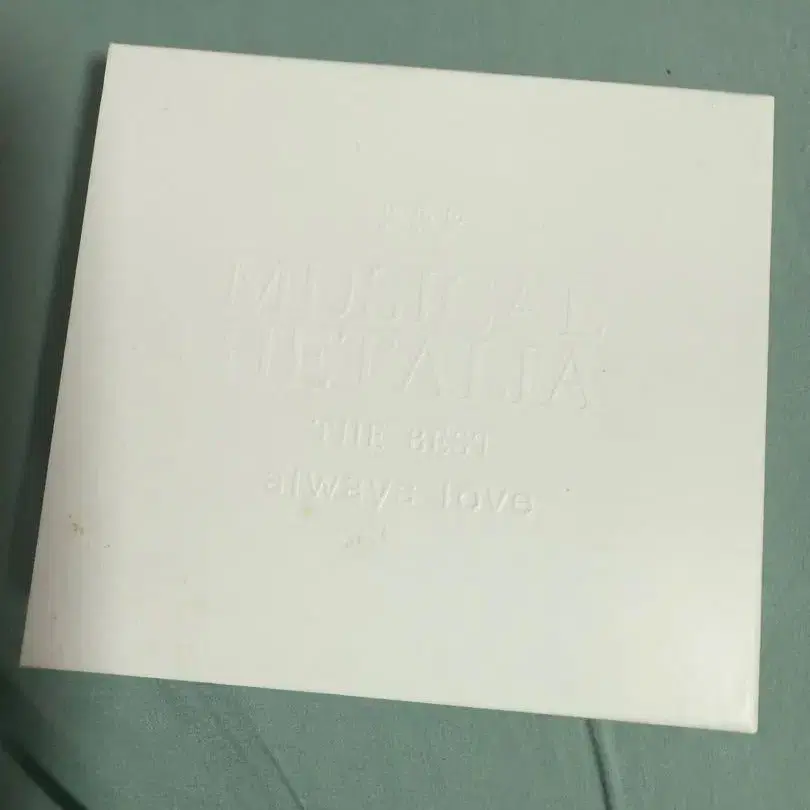 MUSICAL
HETALIA
THE BEST
always love